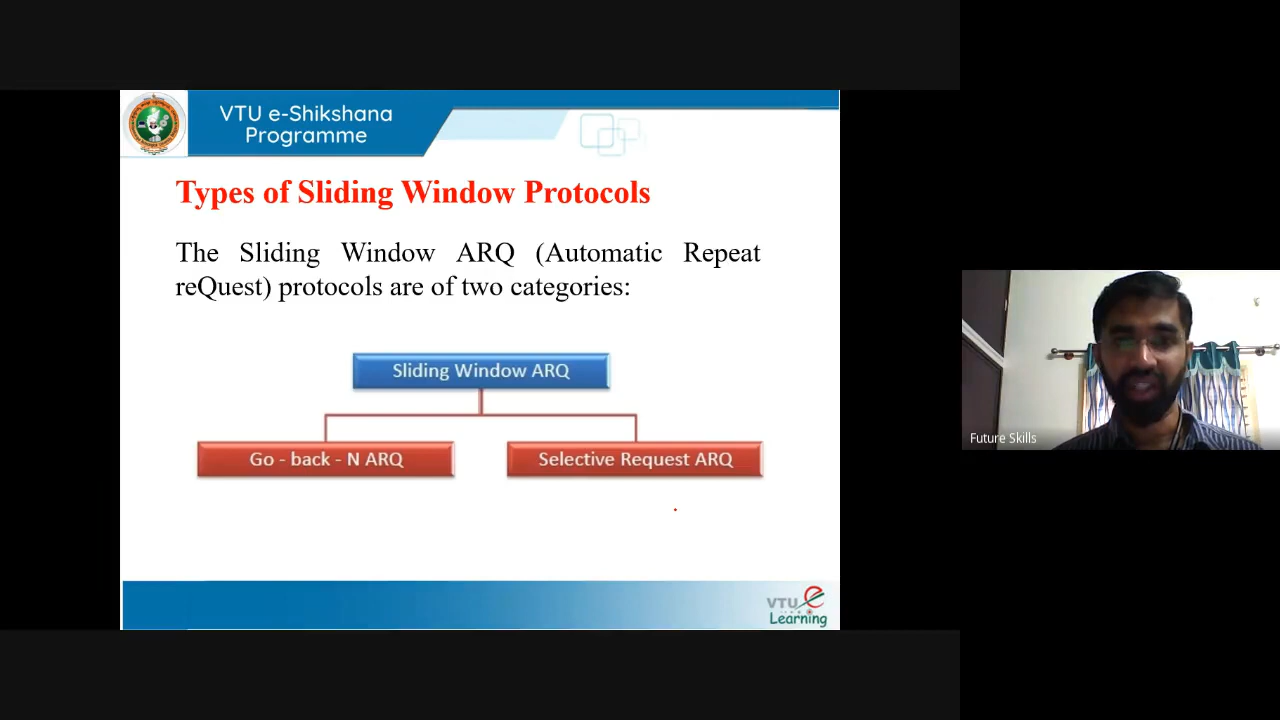 VTU e-Shikshana
Programme
Types of Sliding Window Protocols
The Sliding Window ARQ (Automatic Repeat
reQuest) protocols are of two categories:
Sliding Window ARQ
Go - back - N ARQ
Selective Request ARQ
Future Skills
VTU e
Learning